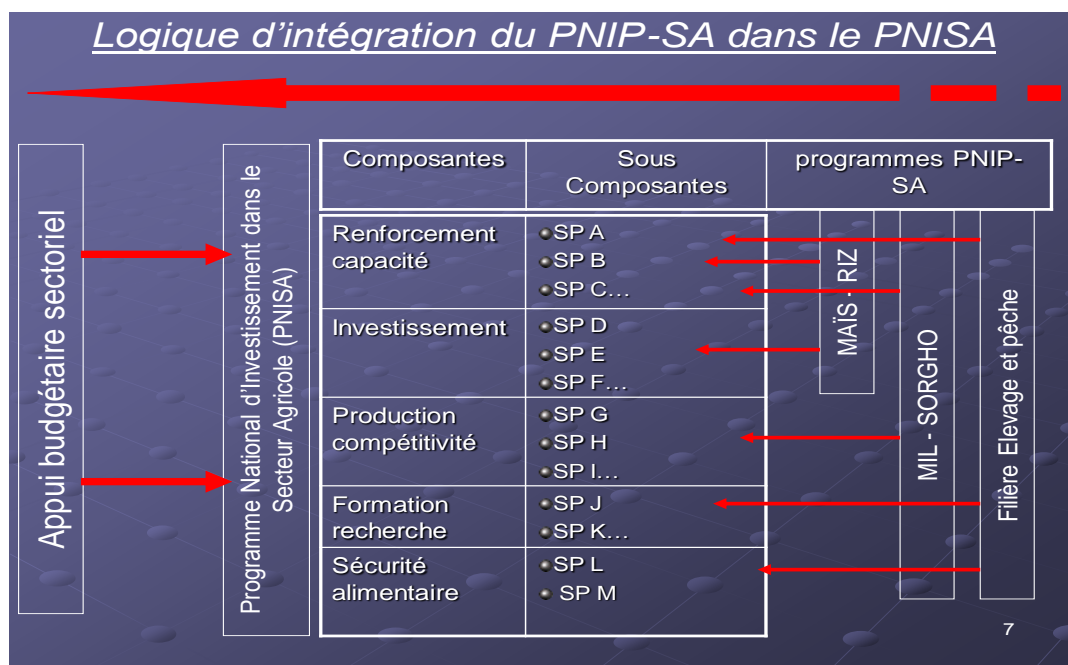 Logique d'intégration du PNIP-SA dans le PNISA
Appui budgétaire sectoriel
Programme National d'Investissement dans le
Secteur Agricole (PNISA)
Composantes
Sous
Composantes
programmes PNIP-
SA
Renforcement
capacité
SP A
SP B
SP C...
Investissement
SP D
SP E
SP F...
Production
compétitivité
SP G
SP H
SP I...
Formation
recherche
SP J
SP K...
Sécurité
alimentaire
SP L
SP M
MAÏS - RIZ
MIL - SORGHO
Filière Elevage et pêche
7